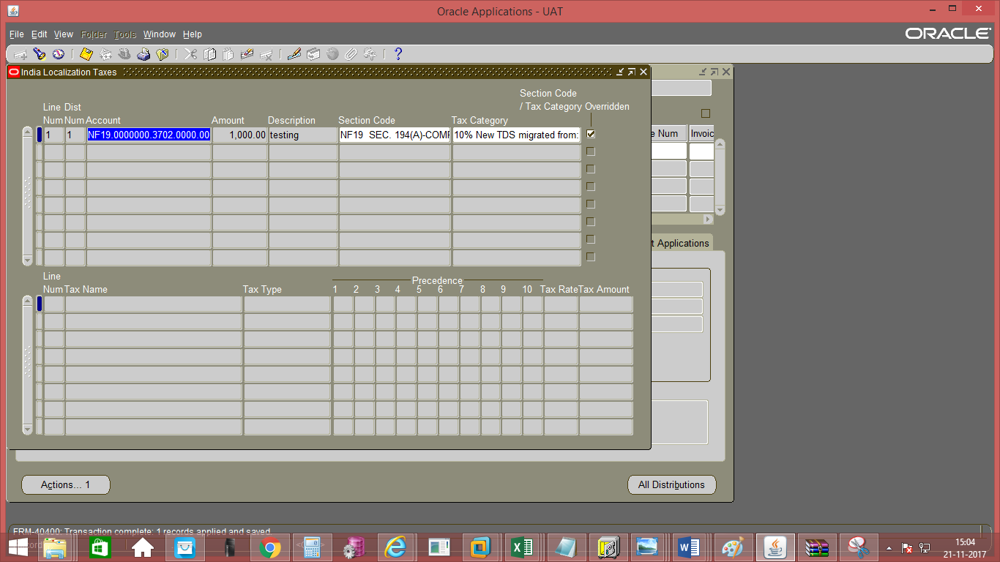 Oracle Applications - UAT
File Edit View Folder Tools Window Help
ORACLE
India Localization Taxes
Section Code
/ Tax Category Overridden
Line Dist
Num Num Account Amount Description Section Code Tax Category
1 1 NF19.0000000.3702.0000.00 1,000.00 testing NF19 SEC. 194(A)-COM 10% New TDS migrated from:
e Num Invoic
t Applications
Line
Num Tax Name Tax Type Precedence
1 2 3 4 5 6 7 8 9 10 Tax Rate Tax Amount
Actions... 1 All Distributions
FRM-40400: Transaction complete: 1 records applied and saved.
15:04
21-11-2017